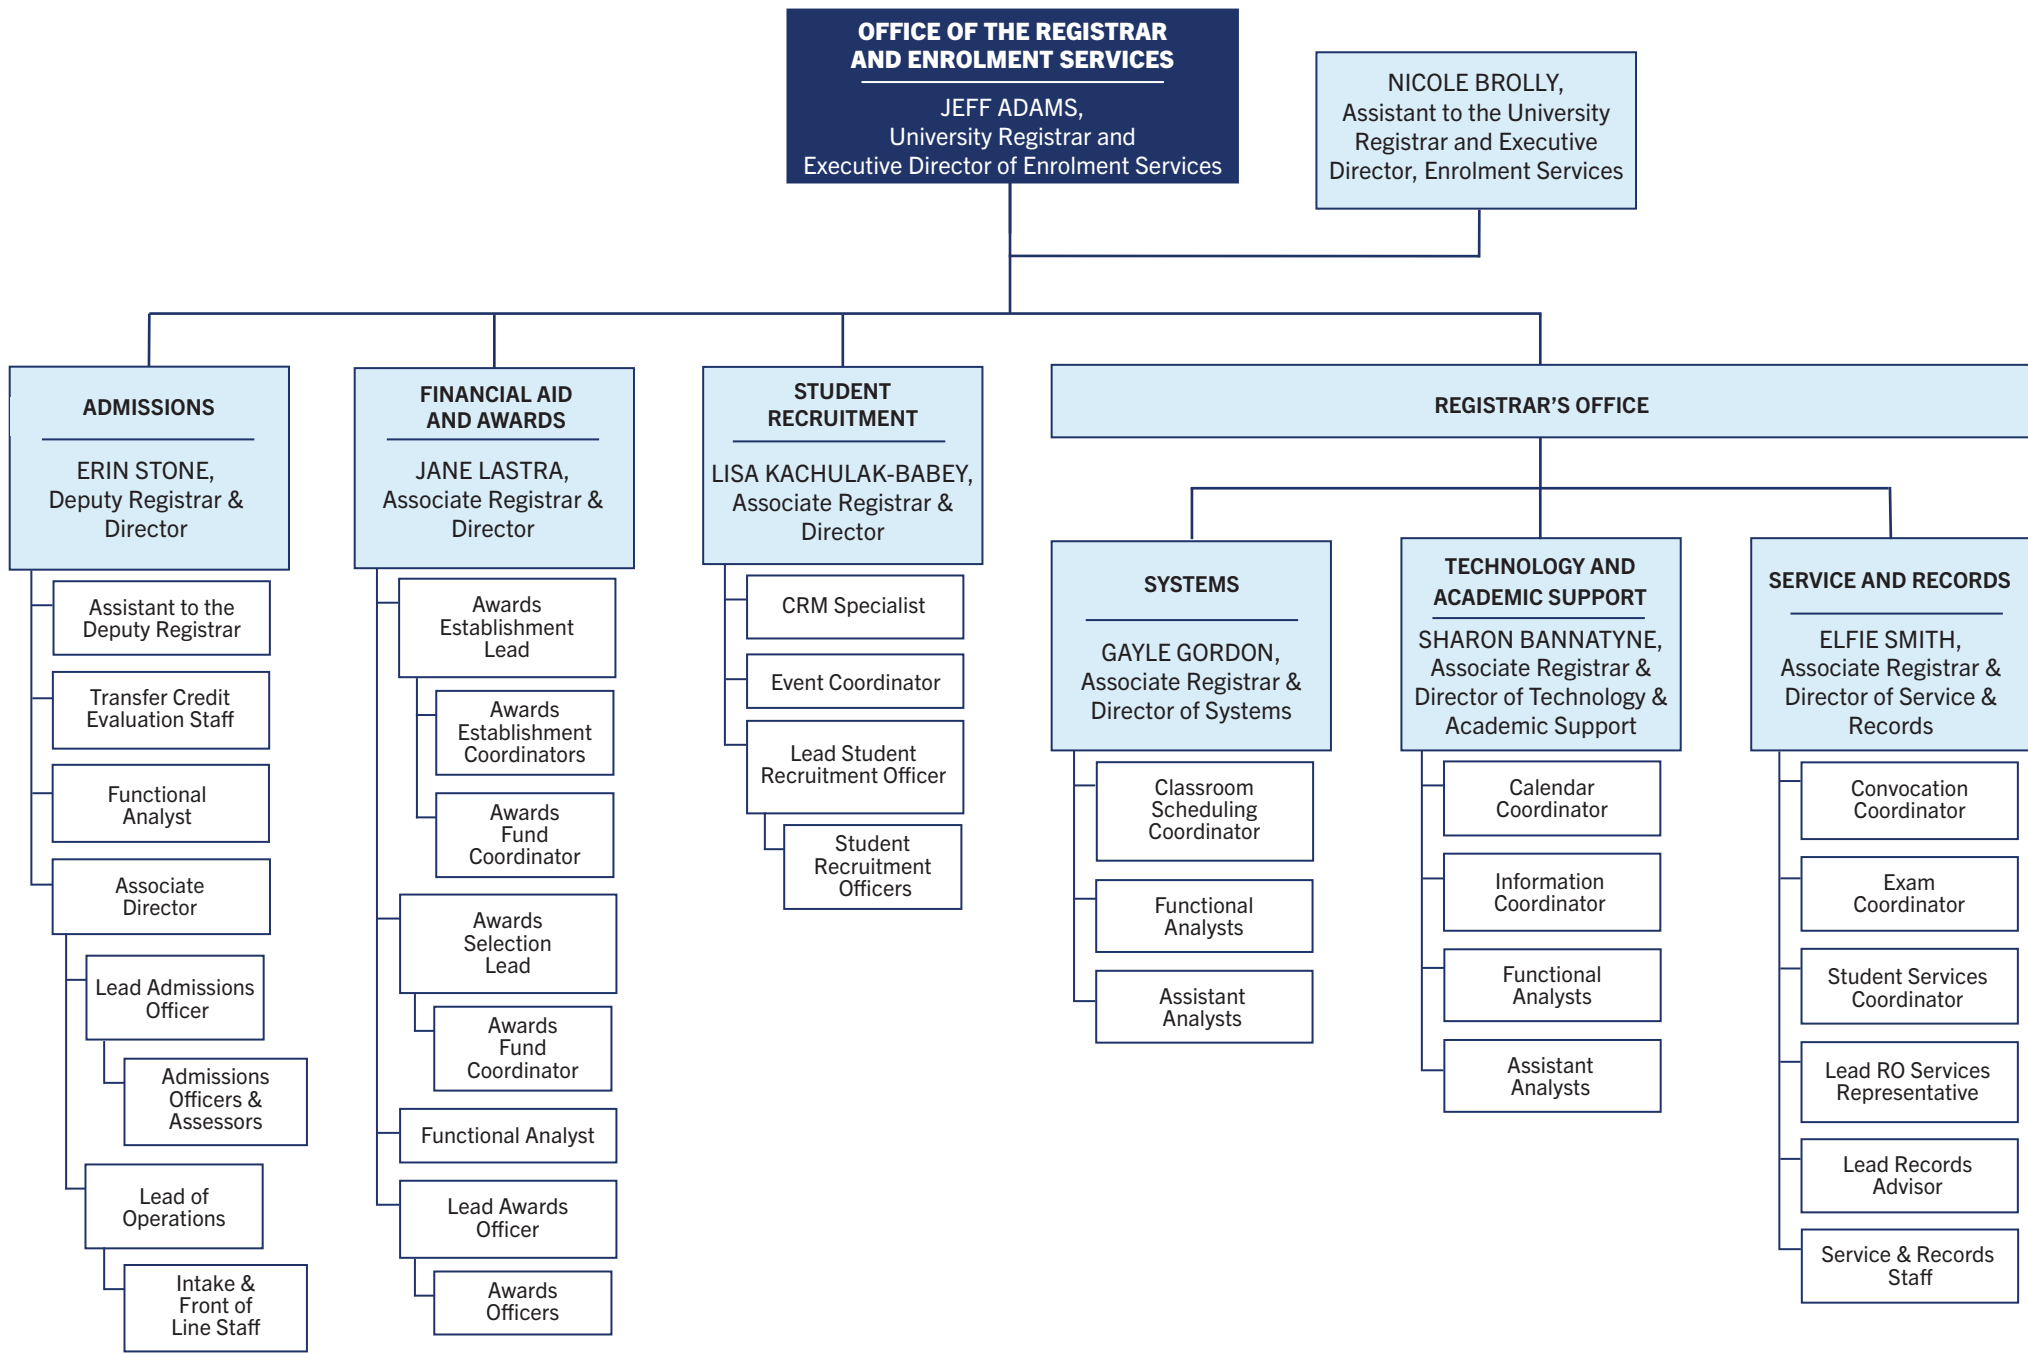 OFFICE OF THE REGISTRAR
AND ENROLMENT SERVICES
JEFF ADAMS,
University Registrar and
Executive Director of Enrolment Services
NICOLE BROLLY,
Assistant to the University
Registrar and Executive
Director, Enrolment Services
ADMISSIONS
ERIN STONE,
Deputy Registrar &
Director
Assistant to the
Deputy Registrar
Transfer Credit
Evaluation Staff
Functional
Analyst
Associate
Director
Lead Admissions
Officer
Admissions
Officers &
Assessors
Lead of
Operations
Intake &
Front of
Line Staff
FINANCIAL AID
AND AWARDS
JANE LASTRA,
Associate Registrar &
Director
Awards
Establishment
Lead
Awards
Establishment
Coordinators
Awards
Fund
Coordinator
Awards
Selection
Lead
Awards
Fund
Coordinator
Functional Analyst
Lead Awards
Officer
Awards
Officers
STUDENT
RECRUITMENT
LISA KACHULAK-BABEY,
Associate Registrar &
Director
CRM Specialist
Event Coordinator
Lead Student
Recruitment Officer
Student
Recruitment
Officers
REGISTRAR’S OFFICE
SYSTEMS
GAYLE GORDON,
Associate Registrar &
Director of Systems
Classroom
Scheduling
Coordinator
Functional
Analysts
Assistant
Analysts
TECHNOLOGY AND
ACADEMIC SUPPORT
SHARON BANNATYNE,
Associate Registrar &
Director of Technology &
Academic Support
Calendar
Coordinator
Information
Coordinator
Functional
Analysts
Assistant
Analysts
SERVICE AND RECORDS
ELFIE SMITH,
Associate Registrar &
Director of Service &
Records
Convocation
Coordinator
Exam
Coordinator
Student Services
Coordinator
Lead RO Services
Representative
Lead Records
Advisor
Service & Records
Staff